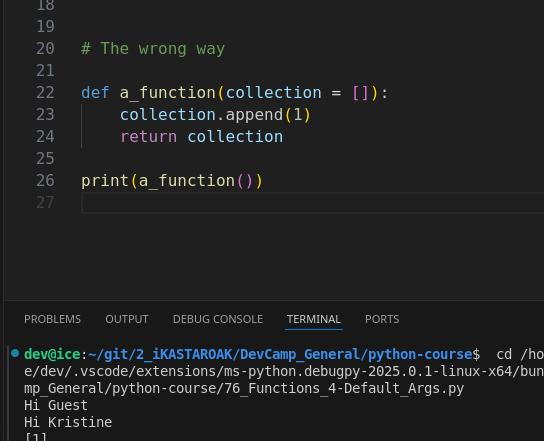 18
19
20 # The wrong way
21
22 def a_function(collection = []):
23 collection.append(1)
24 return collection
25
26 print(a_function())
27
PROBLEMS OUTPUT DEBUG CONSOLE TERMINAL PORTS
dev@ice:~/git/2_iKASTAROAK/DevCamp_General/python-course$ cd /ho
e/dev/.vscode/extensions/ms-python.debugpy-2025.0.1-linux-x64/bun
mp_General/python-course/76_Functions_4-Default_Args.py
Hi Guest
Hi Kristine
[1]